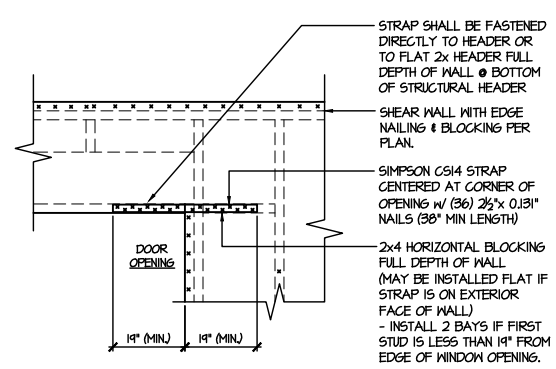 STRAP SHALL BE FASTENED
DIRECTLY TO HEADER OR
TO FLAT 2x HEADER FULL
DEPTH OF WALL @ BOTTOM
OF STRUCTURAL HEADER
SHEAR WALL WITH EDGE
NAILING & BLOCKING PER
PLAN.
SIMPSON CS14 STRAP
CENTERED AT CORNER OF
OPENING w/ (36) 2½"x 0.131"
NAILS (38" MIN LENGTH)
2x4 HORIZONTAL BLOCKING
FULL DEPTH OF WALL
(MAY BE INSTALLED FLAT IF
STRAP IS ON EXTERIOR
FACE OF WALL)
- INSTALL 2 BAYS IF FIRST
STUD IS LESS THAN 19" FROM
EDGE OF WINDOW OPENING.
DOOR
OPENING
19" (MIN.)
19" (MIN.)